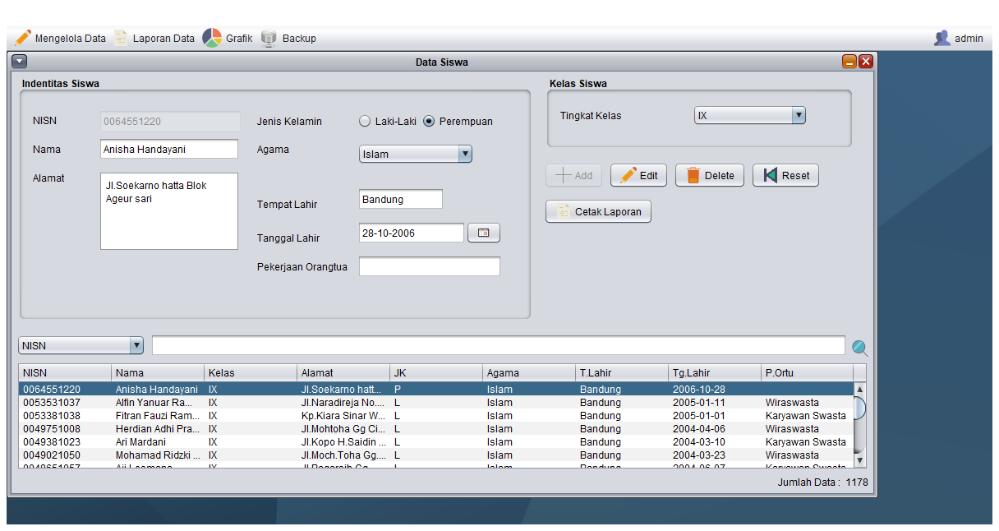 Mengelola Data Laporan Data Grafik Backup admin
Data Siswa
Indentitas Siswa
NISN 0064551220
Nama Anisha Handayani
Alamat Jl.Soekarno hatta Blok
Ageur sari
Jenis Kelamin Laki-Laki Perempuan
Agama Islam
Tempat Lahir Bandung
Tanggal Lahir 28-10-2006
Pekerjaan Orangtua
Kelas Siswa
Tingkat Kelas IX
Add Edit Delete Reset
Cetak Laporan
NISN
NISN Nama Kelas Alamat JK Agama T.Lahir Tg.Lahir P.Ortu
0064551220 Anisha Handayani IX Jl.Soekarno hatt... P Islam Bandung 2006-10-28
0053531037 Alfin Yanuar Ra... IX Jl.Naradireja No.... L Islam Bandung 2005-01-11 Wiraswasta
0053381038 Fitran Fauzi Ram... IX Kp.Kiara Sinar W... L Islam Bandung 2005-01-01 Karyawan Swasta
0049751008 Herdian Adhi Pra... IX Jl.Mohtoha Gg Ci... L Islam Bandung 2004-04-06 Wiraswasta
0049381023 Ari Mardani IX Jl.Kopo H.Saidin ... L Islam Bandung 2004-03-10 Karyawan Swasta
0049021050 Mohamad Ridzki ... IX Jl.Moch.Toha Gg.... L Islam Bandung 2004-03-23 Wiraswasta
IX L Islam Bandung Karyawan Swasta
Jumlah Data : 1178